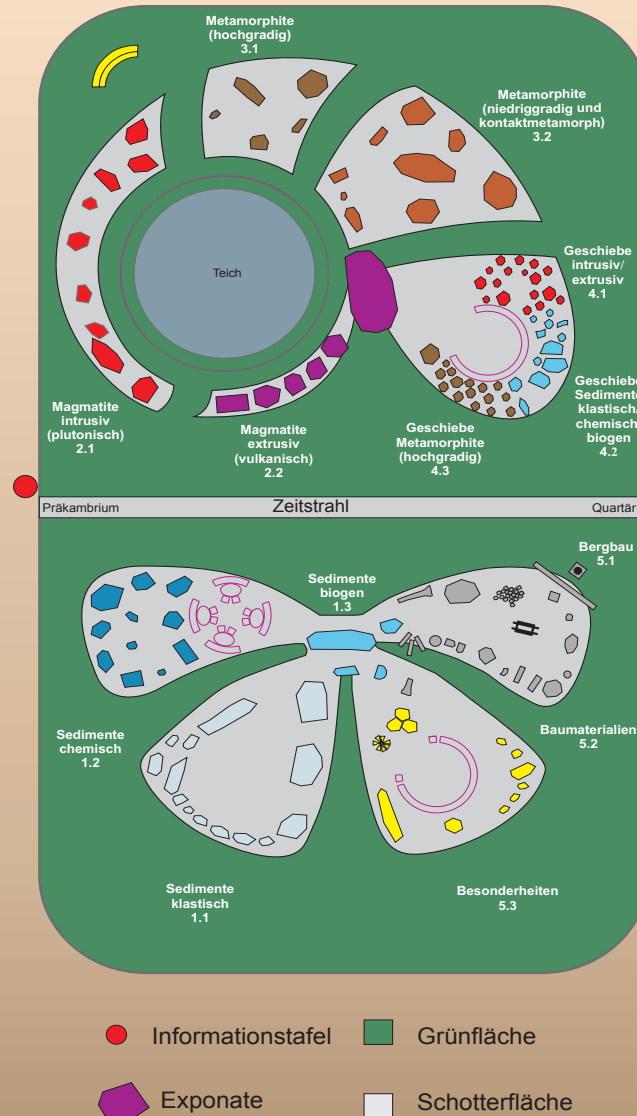 Metamorphite
(hochgradig)
3.1
Metamorphite
(niedriggradig und
kontaktmetamorph)
3.2
Teich
Geschiebe
intrusiv/
extrusiv
4.1
Geschiebe
Sedimente
klastisch/
chemisch/
biogen
4.2
Magmatite
intrusiv
(plutonisch)
2.1
Magmatite
extrusiv
(vulkanisch)
2.2
Geschiebe
Metamorphite
(hochgradig)
4.3
Präkambrium
Zeitstrahl
Quartär
Bergbau
5.1
Sedimente
biogen
1.3
Sedimente
chemisch
1.2
Baumaterialien
5.2
Sedimente
klastisch
1.1
Besonderheiten
5.3
Informationstafel
Grünfläche
Exponate
Schotterfläche